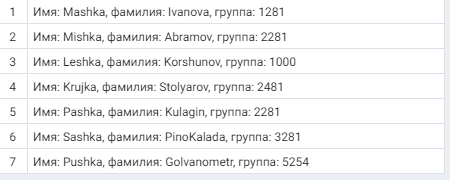 1 Имя: Mashka, фамилия: Ivanova, группа: 1281
2 Имя: Mishka, фамилия: Abramov, группа: 2281
3 Имя: Leshka, фамилия: Korshunov, группа: 1000
4 Имя: Krujka, фамилия: Stolyarov, группа: 2481
5 Имя: Pashka, фамилия: Kulagin, группа: 2281
6 Имя: Sashka, фамилия: PinoKalada, группа: 3281
7 Имя: Pushka, фамилия: Golvanometr, группа: 5254